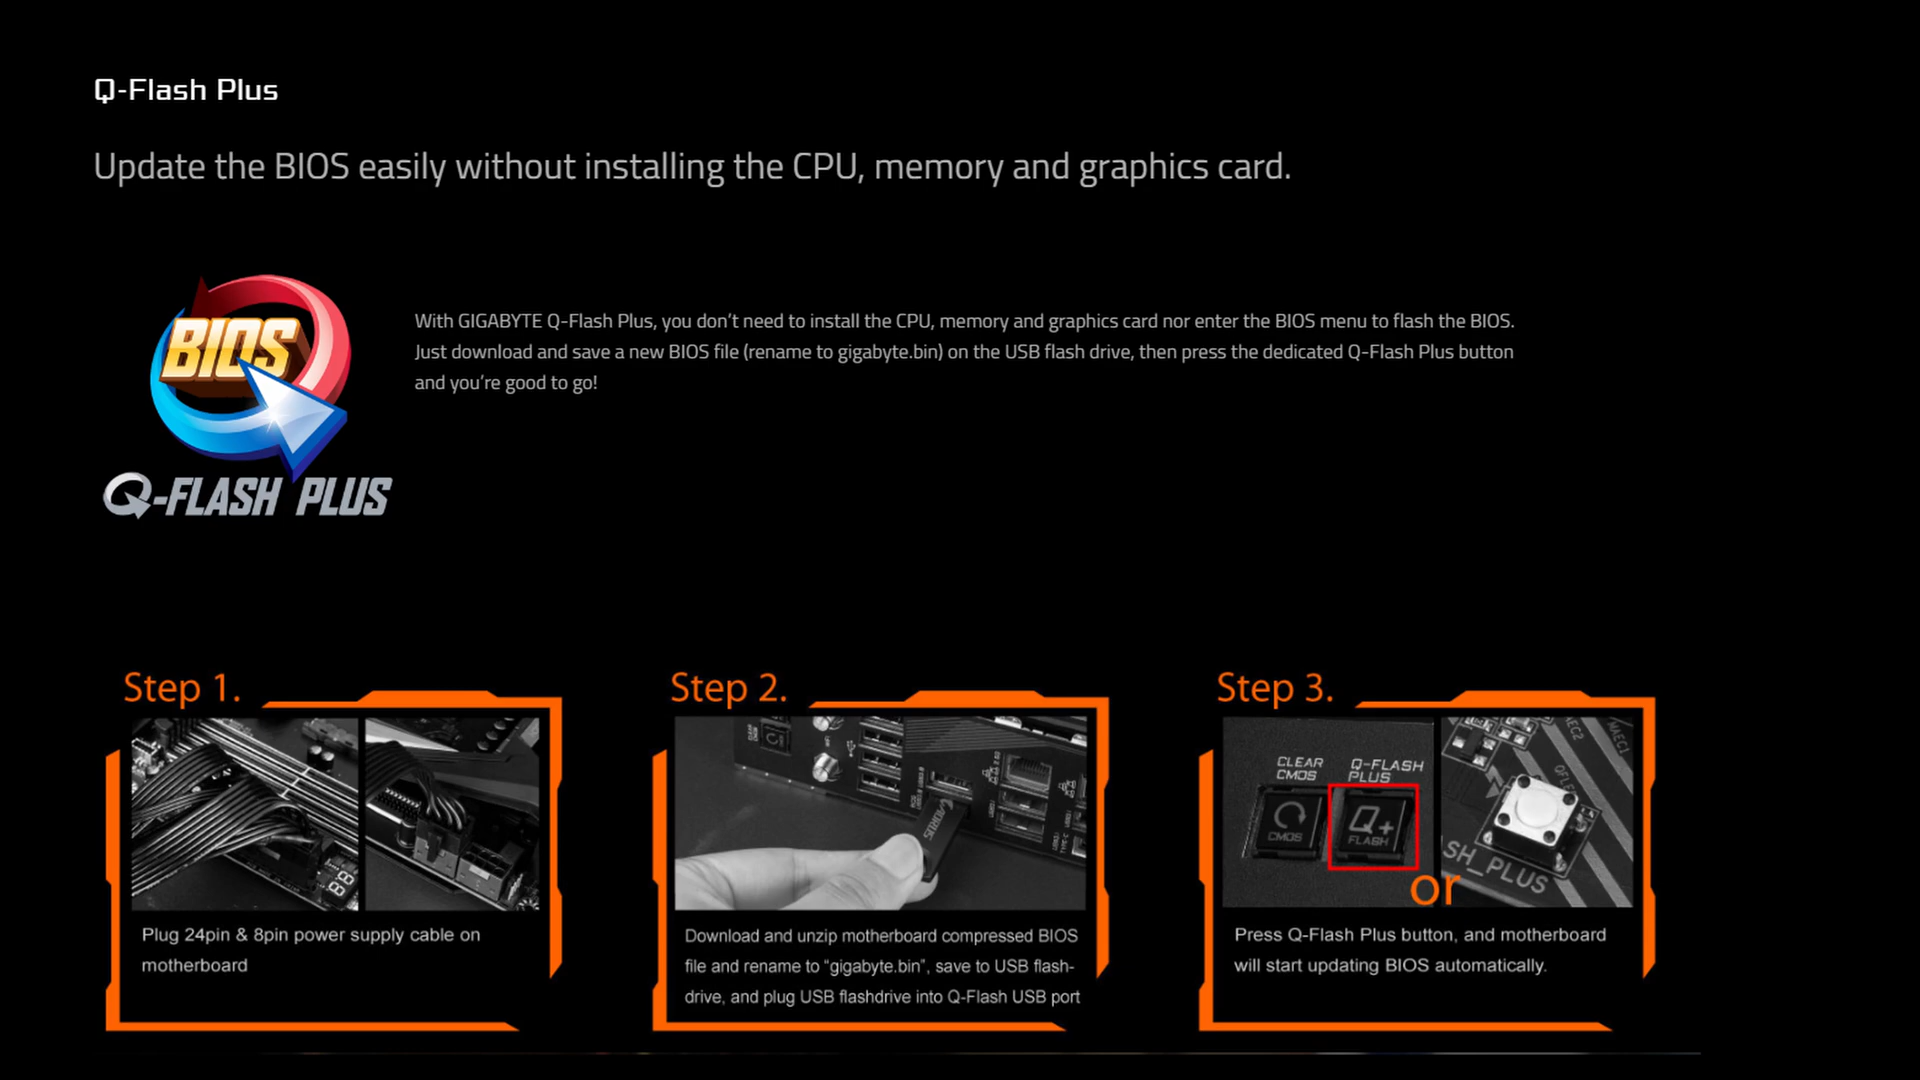 Q-Flash Plus
Update the BIOS easily without installing the CPU, memory and graphics card.
BIOS
Q-FLASH PLUS
With GIGABYTE Q-Flash Plus, you don’t need to install the CPU, memory and graphics card nor enter the BIOS menu to flash the BIOS.
Just download and save a new BIOS file (rename to gigabyte.bin) on the USB flash drive, then press the dedicated Q-Flash Plus button
and you’re good to go!
Step 1.
Plug 24pin & 8pin power supply cable on
motherboard
Step 2.
CLEAR
CMOS
AORUS
Download and unzip motherboard compressed BIOS
file and rename to “gigabyte.bin”, save to USB flash-
drive, and plug USB flashdrive into Q-Flash USB port
Step 3.
CLEAR
CMOS
Q-FLASH
PLUS
CMOS
Q+
FLASH
or
SH_PLUS
Press Q-Flash Plus button, and motherboard
will start updating BIOS automatically.